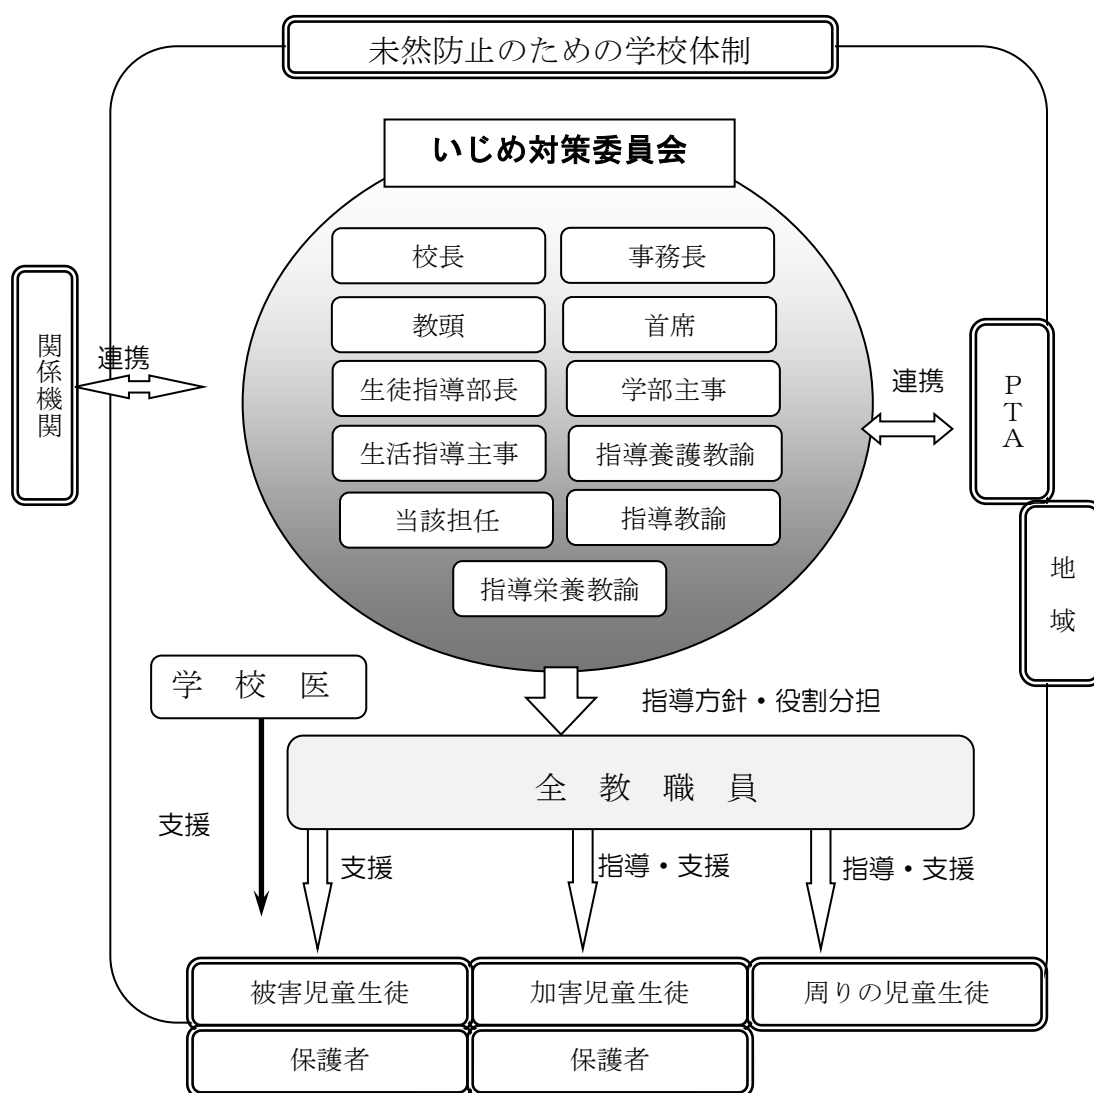 未然防止のための学校体制
いじめ対策委員会
校長
事務長
教頭
首席
生徒指導部長
学部主事
生活指導主事
指導養護教諭
当該担任
指導教諭
指導栄養教諭
関係機関
連携
連携
PTA
地域
学校医
指導方針・役割分担
全教職員
支援
支援
指導・支援
指導・支援
被害児童生徒
加害児童生徒
周りの児童生徒
保護者
保護者